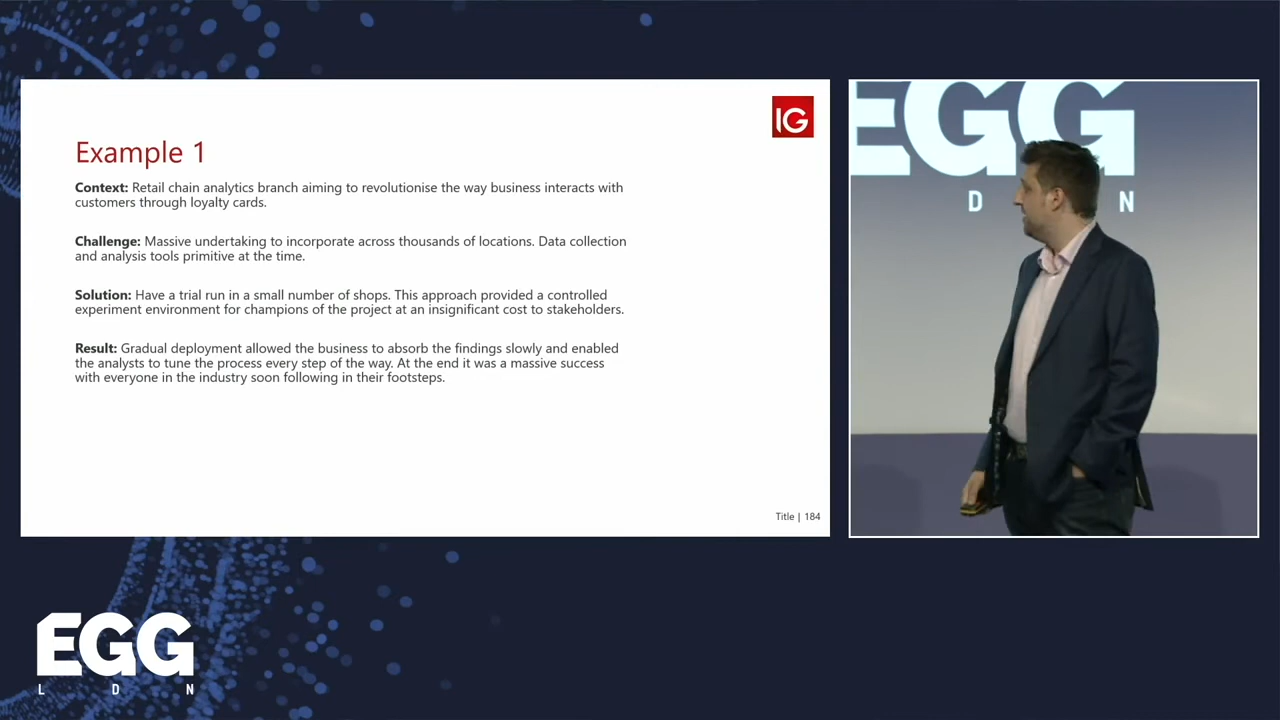 IG
Example 1
Context: Retail chain analytics branch aiming to revolutionise the way business interacts with
customers through loyalty cards.
Challenge: Massive undertaking to incorporate across thousands of locations. Data collection
and analysis tools primitive at the time.
Solution: Have a trial run in a small number of shops. This approach provided a controlled
experiment environment for champions of the project at an insignificant cost to stakeholders.
Result: Gradual deployment allowed the business to absorb the findings slowly and enabled
the analysts to tune the process every step of the way. At the end it was a massive success
with everyone in the industry soon following in their footsteps.
Title | 184
EGG
D N
EGG
L D N